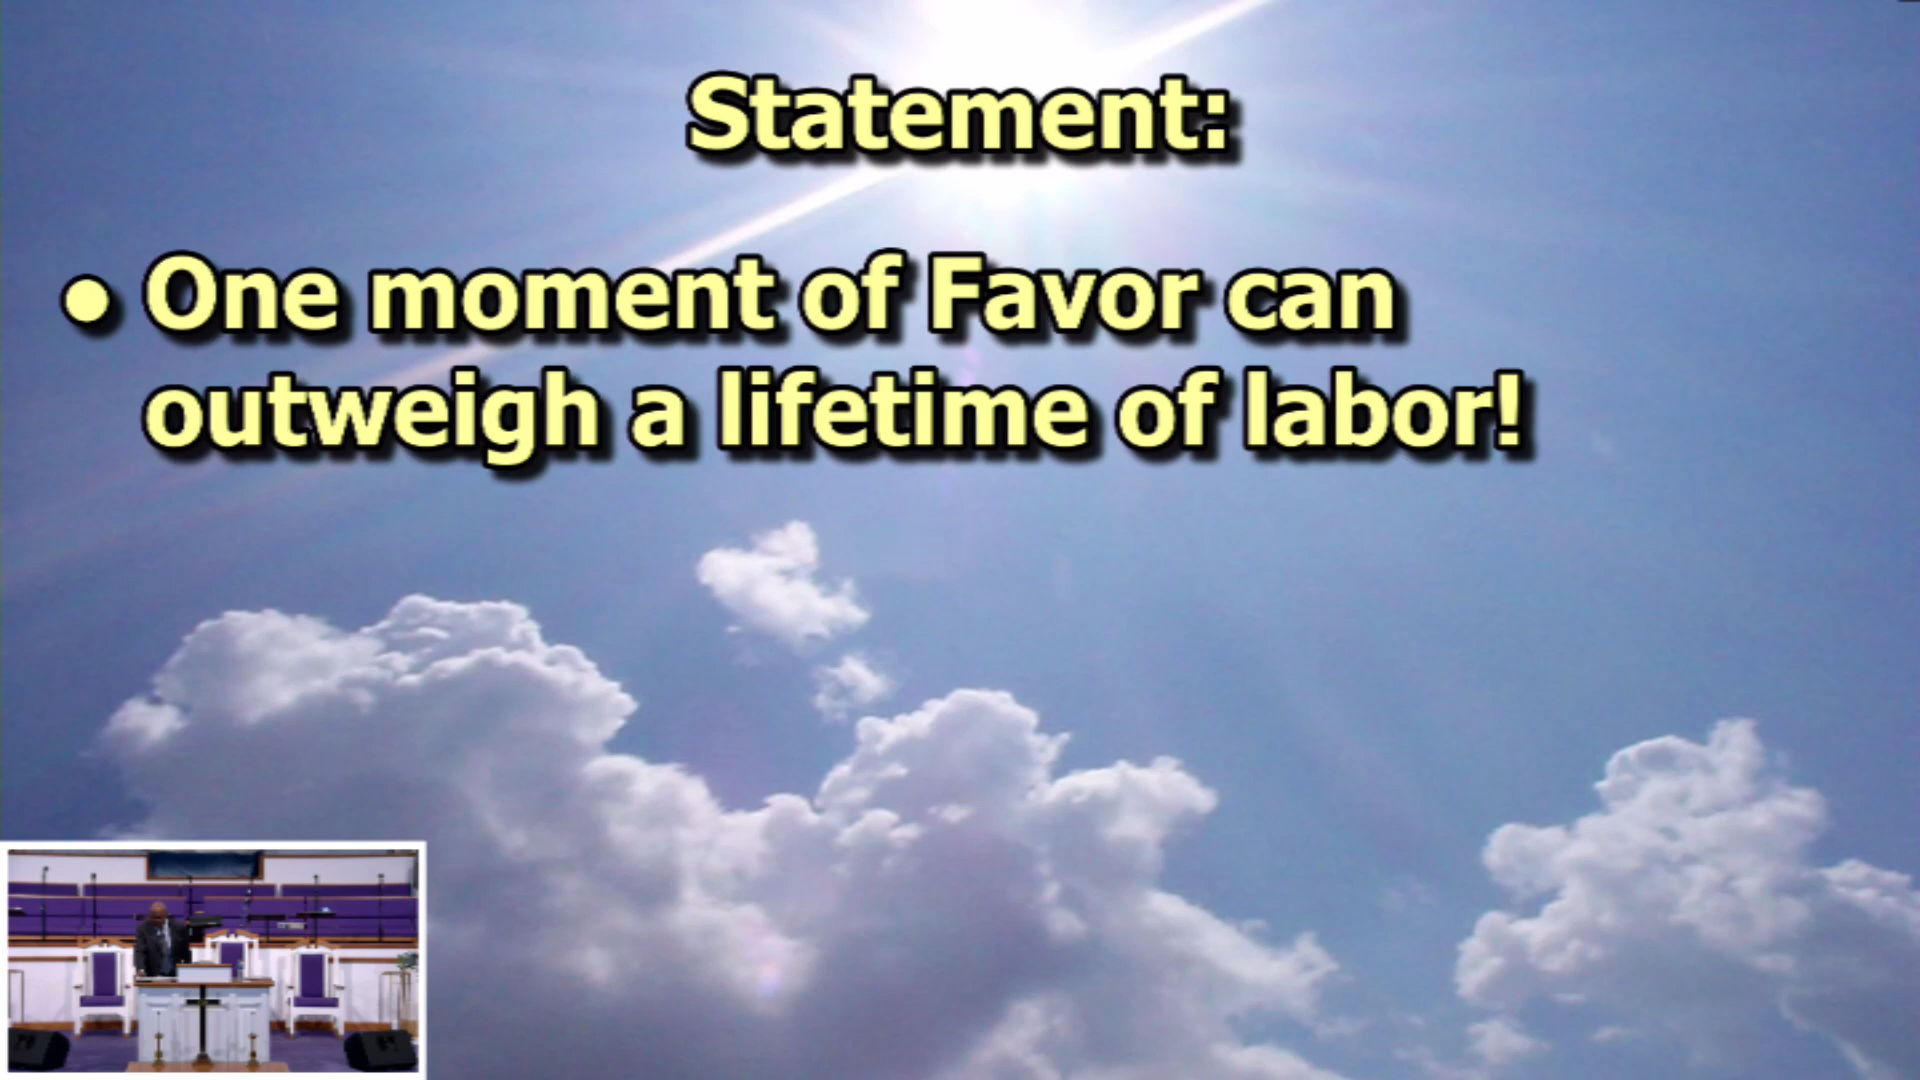 Statement:
• One moment of Favor can
outweigh a lifetime of labor!